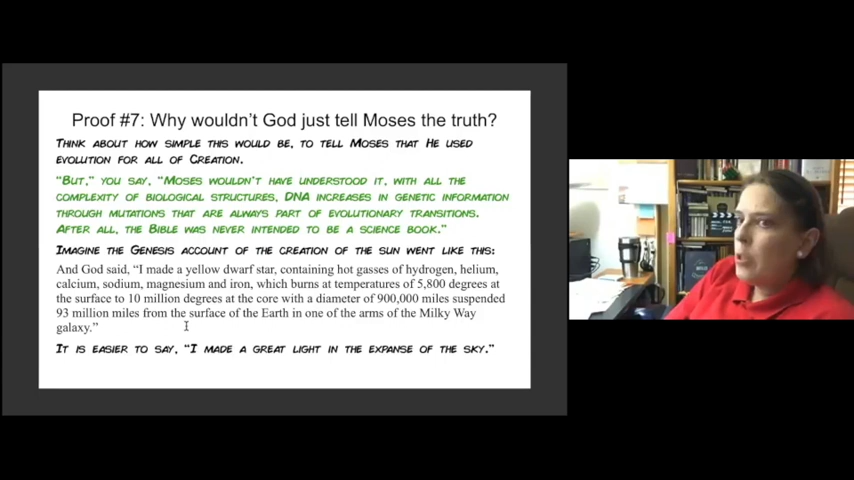 Proof #7: Why wouldn't God just tell Moses the truth?
Think about how simple this would be, to tell Moses that He used
evolution for all of Creation.
"But," you say, "Moses wouldn't have understood it, with all the
complexity of biological structures, DNA increases in genetic information
through mutations that are always part of evolutionary transitions.
After all, the Bible was never intended to be a science book."
Imagine the Genesis account of the creation of the sun went like this:
And God said, "I made a yellow dwarf star, containing hot gasses of hydrogen, helium,
calcium, sodium, magnesium and iron, which burns at temperatures of 5,800 degrees at
the surface to 10 million degrees at the core with a diameter of 900,000 miles suspended
93 million miles from the surface of the Earth in one of the arms of the Milky Way
galaxy."
It is easier to say, "I made a great light in the expanse of the sky."